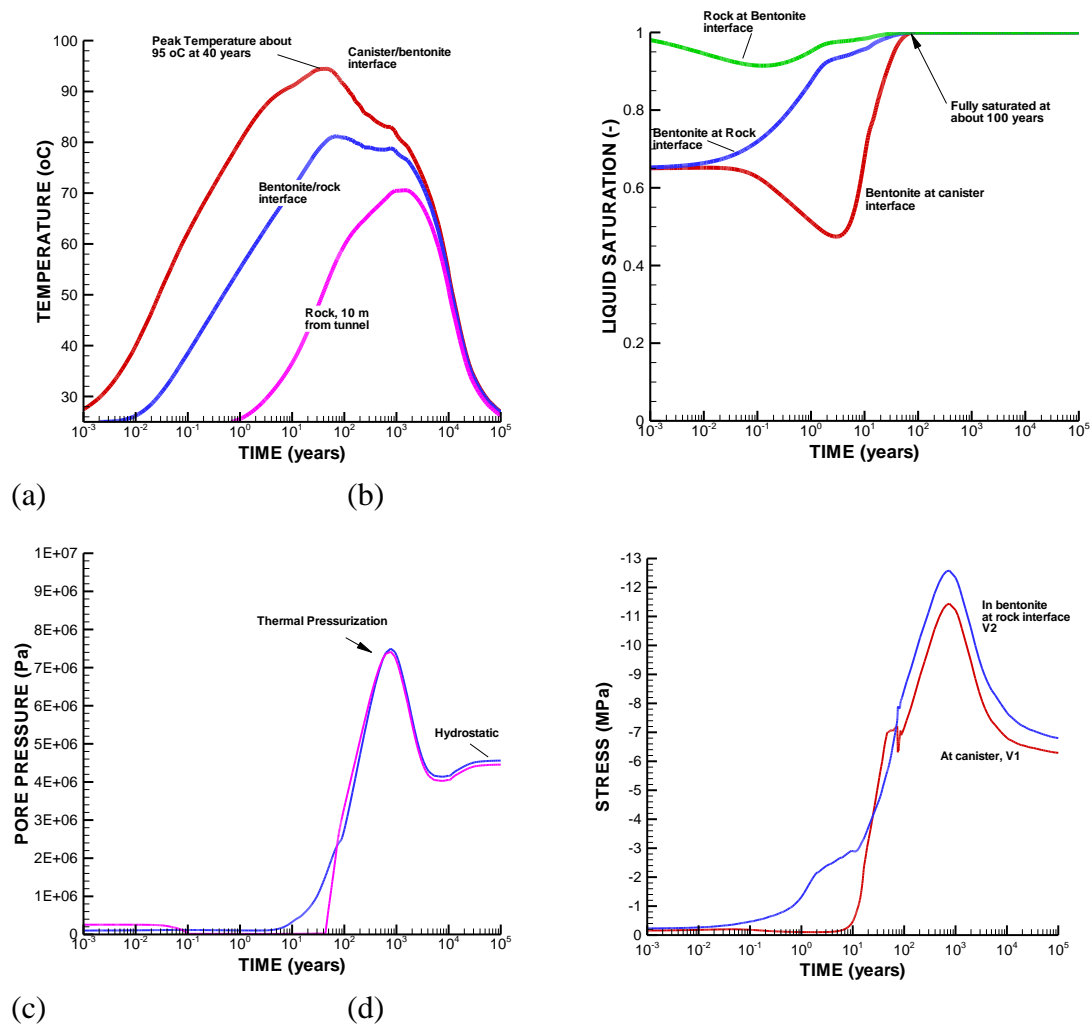 Peak Temperature about
95 oC at 40 years
Canister/bentonite
interface
Bentonite/rock
interface
Rock, 10 m
from tunnel
TEMPERATURE (oC)
100
90
80
70
60
50
40
30
10-3
10-2
10-1
100
101
102
103
104
105
TIME (years)
Rock at Bentonite
interface
Fully saturated at
about 100 years
Bentonite at Rock
interface
Bentonite at canister
interface
LIQUID SATURATION (-)
1
0.8
0.6
0.4
0.2
0
10-3
10-2
10-1
100
101
102
103
104
105
TIME (years)
(a)
(b)
Thermal Pressurization
Hydrostatic
PORE PRESSURE (Pa)
1E+07
9E+06
8E+06
7E+06
6E+06
5E+06
4E+06
3E+06
2E+06
1E+06
0
10-3
10-2
10-1
100
101
102
103
104
105
TIME (years)
In bentonite
at rock interface
V2
At canister, V1
STRESS (MPa)
-13
-12
-11
-10
-9
-8
-7
-6
-5
-4
-3
-2
-1
0
10-3
10-2
10-1
100
101
102
103
104
105
TIME (years)
(c)
(d)